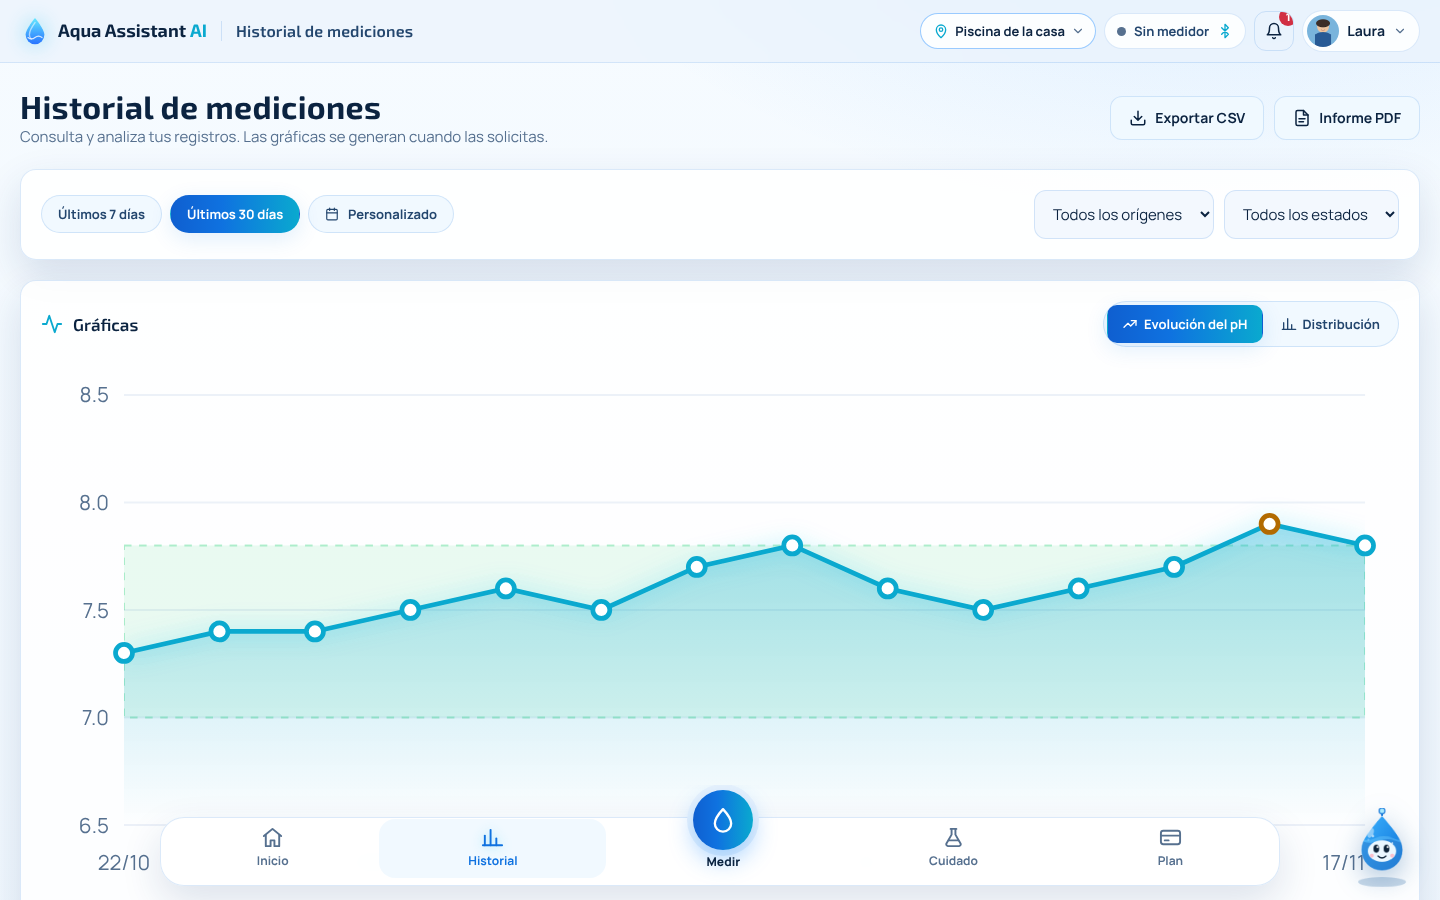 Aqua Assistant AI
Historial de mediciones
Piscina de la casa
Sin medidor
1
Laura
Historial de mediciones
Consulta y analiza tus registros. Las gráficas se generan cuando las solicitas.
Exportar CSV
Informe PDF
Últimos 7 días
Últimos 30 días
Personalizado
Todos los orígenes
Todos los estados
Gráficas
Evolución del pH
Distribución
8.5
8.0
7.5
7.0
6.5
22/10
17/11
Inicio
Historial
Medir
Cuidado
Plan